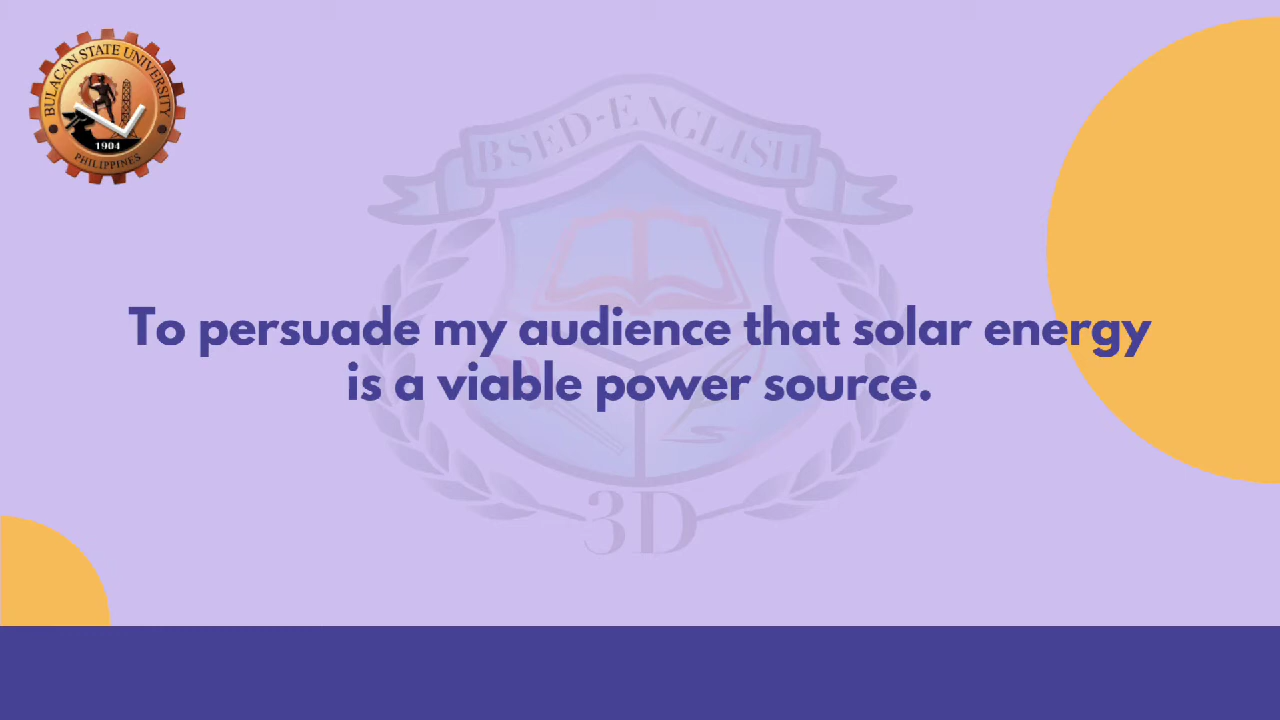 BULACAN STATE UNIVERSITY
1904
PHILIPPINES
BSED-ENGLISH
To persuade my audience that solar energy
is a viable power source.
3D